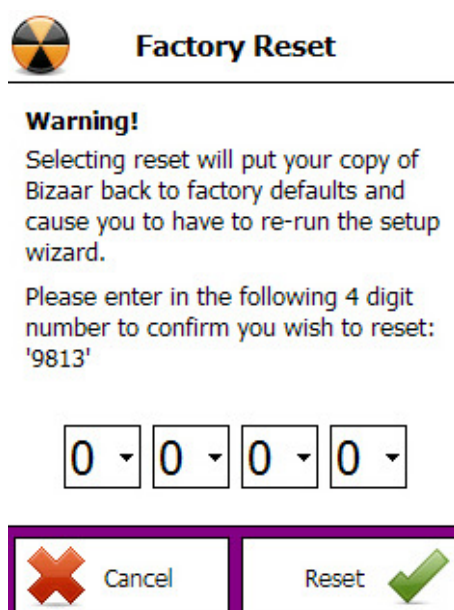 Factory Reset
Warning!
Selecting reset will put your copy of
Bizaar back to factory defaults and
cause you to have to re-run the setup
wizard.
Please enter in the following 4 digit
number to confirm you wish to reset:
'9813'
0 0 0 0
Cancel Reset